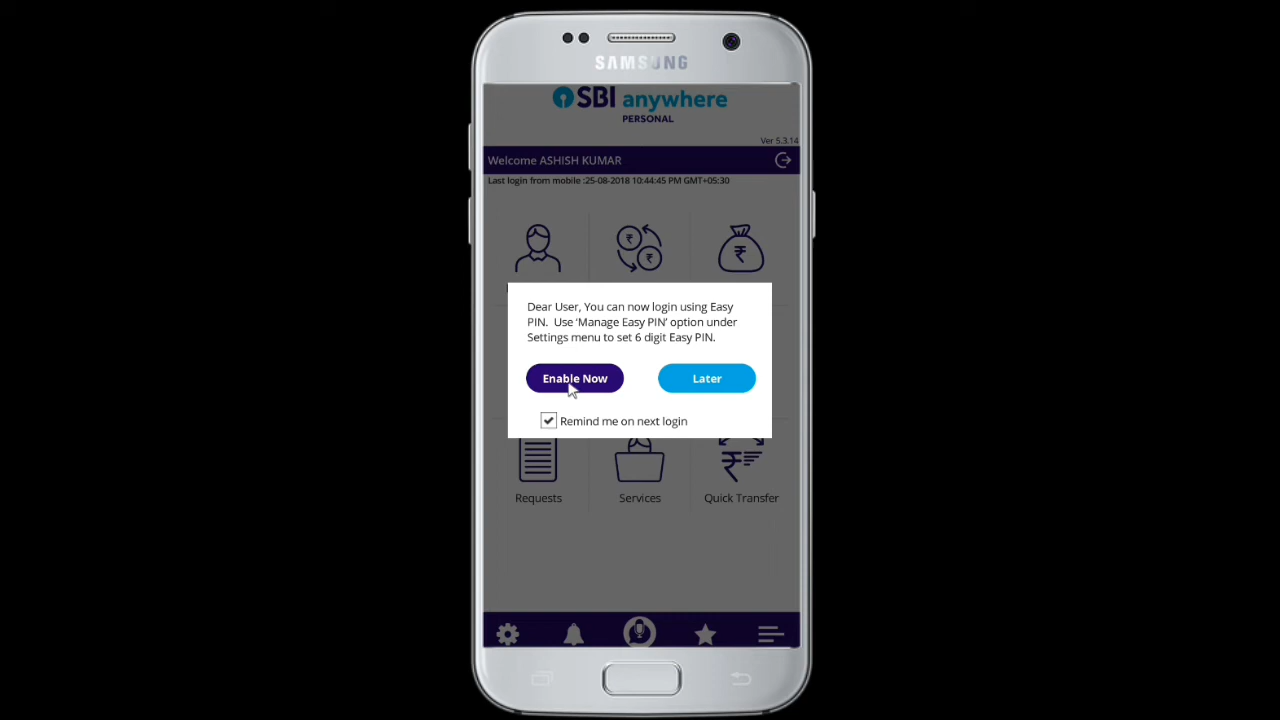 SAMSUNG
SBI anywhere
PERSONAL
Ver 5.3.14
Welcome ASHISH KUMAR
Last login from mobile :25-08-2018 10:44:45 PM GMT+05:30
Dear User, You can now login using Easy
PIN. Use ‘Manage Easy PIN’ option under
Settings menu to set 6 digit Easy PIN.
Enable Now
Later
Remind me on next login
Requests
Services
Quick Transfer